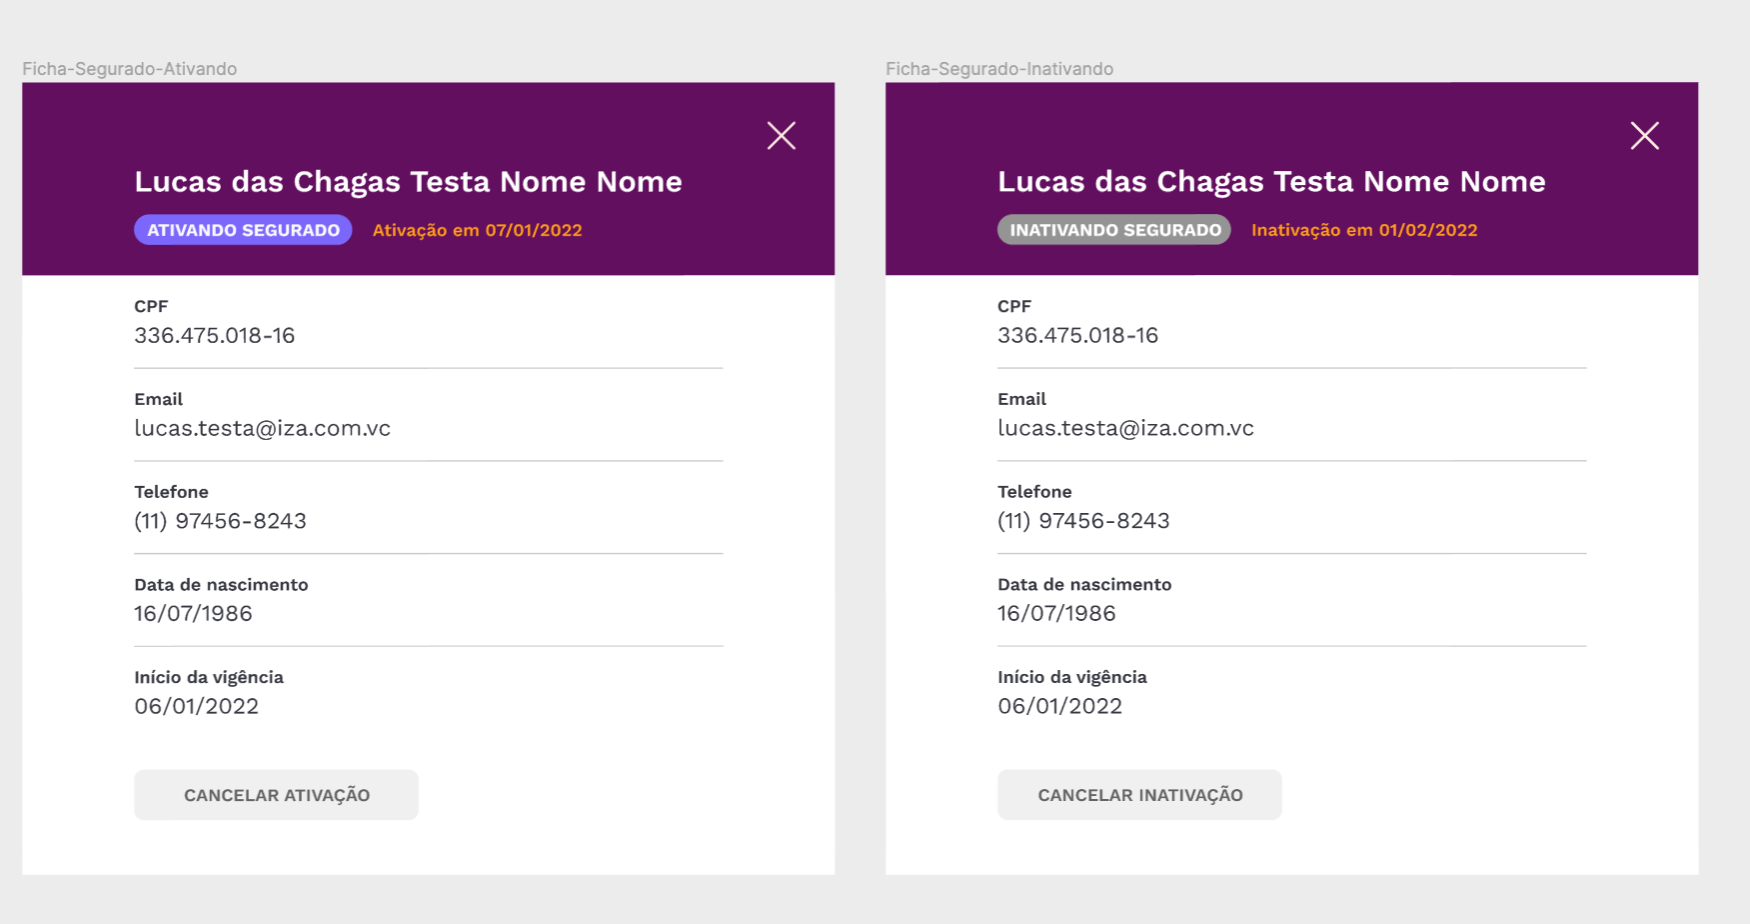 Ficha-Segurado-Ativando
Lucas das Chagas Testa Nome Nome
ATIVANDO SEGURADO
Ativação em 07/01/2022
CPF
336.475.018-16
Email
lucas.testa@iza.com.vc
Telefone
(11) 97456-8243
Data de nascimento
16/07/1986
Início da vigência
06/01/2022
CANCELAR ATIVAÇÃO
Ficha-Segurado-Inativando
Lucas das Chagas Testa Nome Nome
INATIVANDO SEGURADO
Inativação em 01/02/2022
CPF
336.475.018-16
Email
lucas.testa@iza.com.vc
Telefone
(11) 97456-8243
Data de nascimento
16/07/1986
Início da vigência
06/01/2022
CANCELAR INATIVAÇÃO